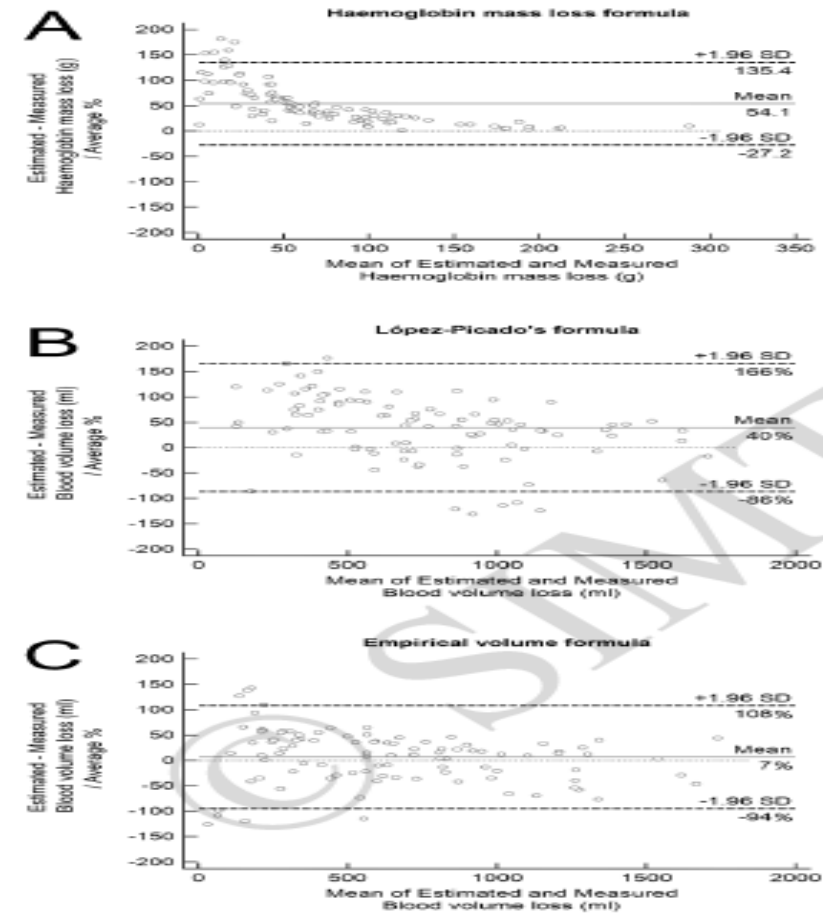 A
Haemoglobin mass loss formula
Estimated - Measured
Haemoglobin mass loss (g)
/ Average %
200
150
100
50
0
-50
-100
-150
-200
+1.96 SD
135.4
Mean
54.1
-1.96 SD
-27.2
0 50 100 150 200 250 300 350
Mean of Estimated and Measured
Haemoglobin mass loss (g)
B
López-Picado's formula
Estimated - Measured
Blood volume loss (ml)
/ Average %
200
150
100
50
0
-50
-100
-150
-200
+1.96 SD
166%
Mean
40%
-1.96 SD
-86%
0 500 1000 1500 2000
Mean of Estimated and Measured
Blood volume loss (ml)
C
Empirical volume formula
Estimated - Measured
Blood volume loss (ml)
/ Average %
200
150
100
50
0
-50
-100
-150
-200
+1.96 SD
108%
Mean
7%
-1.96 SD
-94%
0 500 1000 1500 2000
Mean of Estimated and Measured
Blood volume loss (ml)
© SIMT